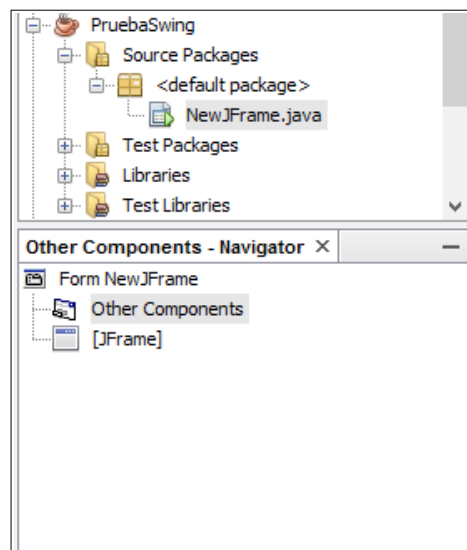 PruebaSwing
Source Packages
<default package>
NewJFrame.java
Test Packages
Libraries
Test Libraries
Other Components - Navigator
Form NewJFrame
Other Components
[JFrame]